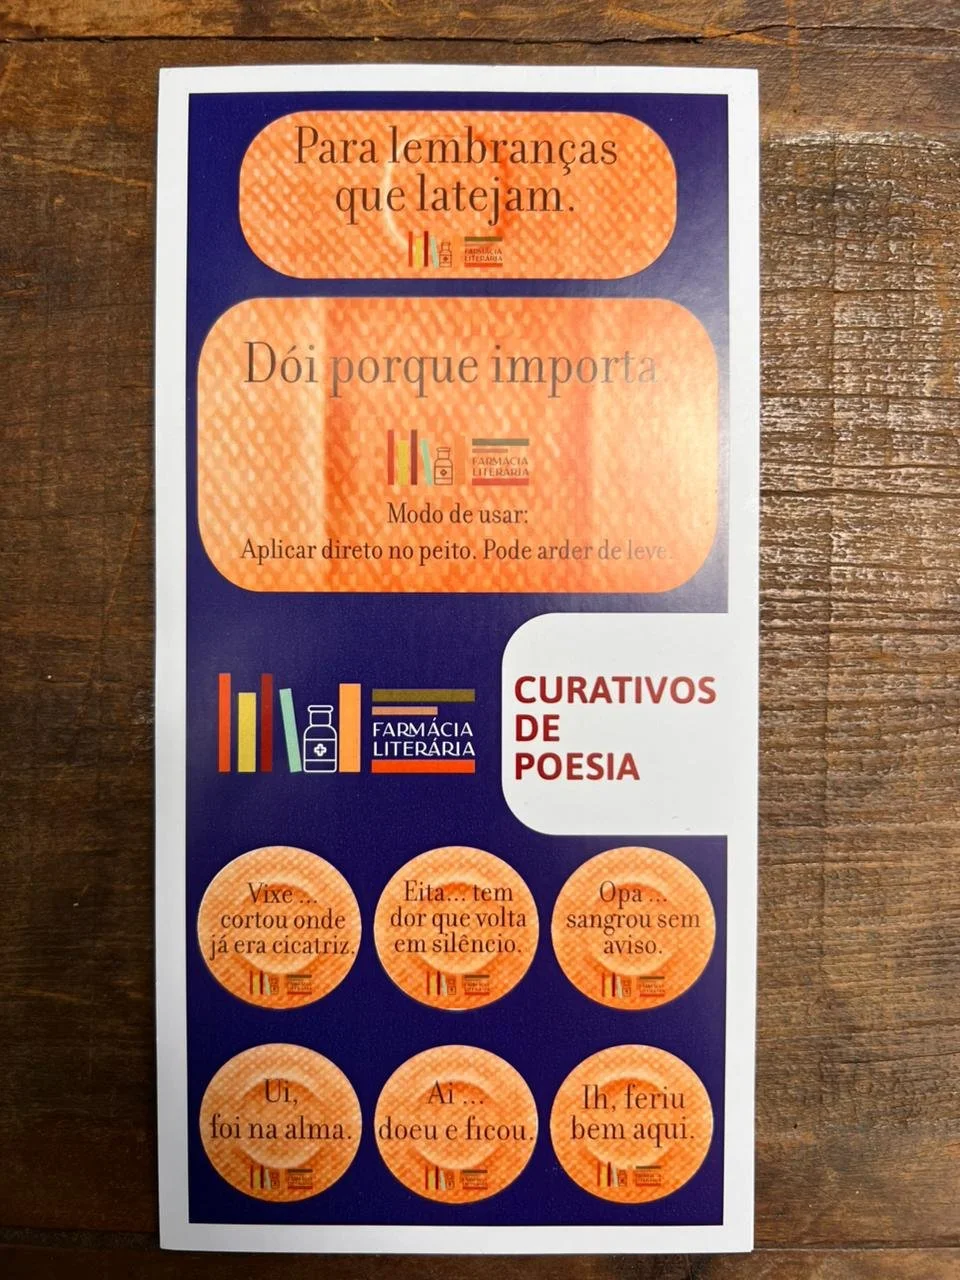 Para lembranças
que latejam.
FARMÁCIA
LITERÁRIA
Dói porque importa
FARMÁCIA
LITERÁRIA
Modo de usar:
Aplicar direto no peito. Pode arder de leve.
FARMÁCIA
LITERÁRIA
CURATIVOS
DE
POESIA
Vixe ...
cortou onde
já era cicatriz.
Eita... tem
dor que volta
em silêncio.
Opa ...
sangrou sem
aviso.
Ui,
foi na alma.
Ai ...
doeu e ficou.
Ih, feriu
bem aqui.